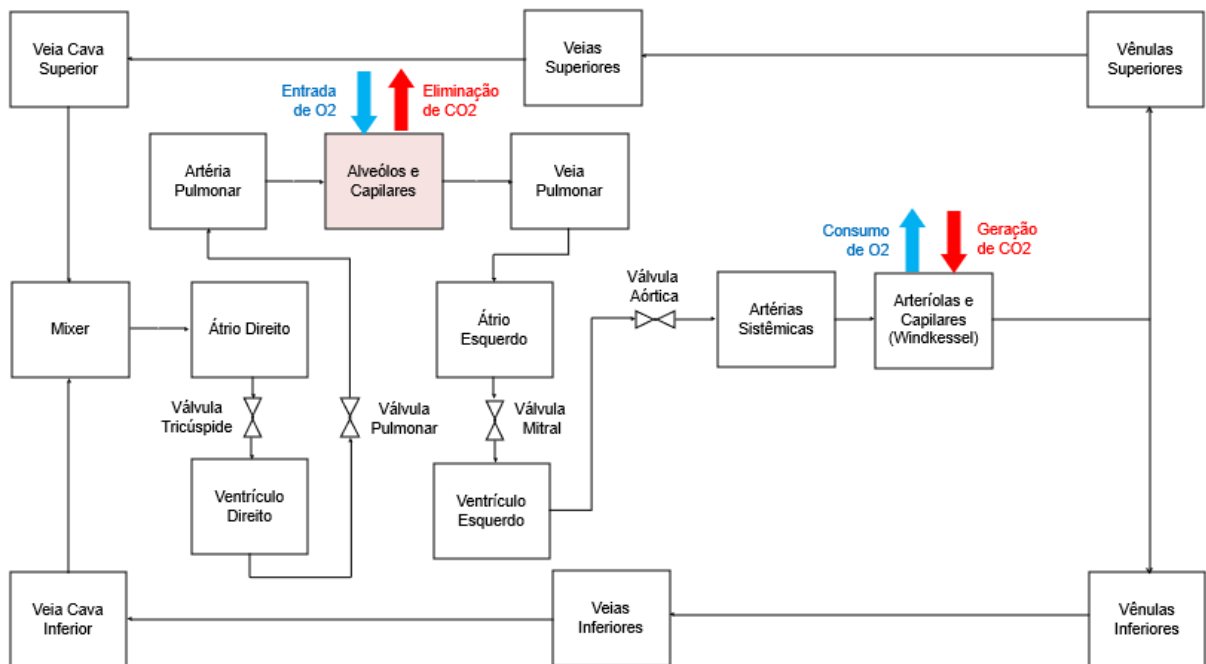 Veia Cava
Superior
Veias
Superiores
Vênulas
Superiores
Entrada
de O2
Eliminação
de CO2
Artéria
Pulmonar
Alveólos e
Capilares
Veia
Pulmonar
Consumo
de O2
Geração
de CO2
Mixer
Átrio Direito
Átrio
Esquerdo
Válvula
Aórtica
Artérias
Sistêmicas
Arteríolas e
Capilares
(Windkessel)
Válvula
Tricúspide
Válvula
Pulmonar
Válvula
Mitral
Ventrículo
Direito
Ventrículo
Esquerdo
Veia Cava
Inferior
Veias
Inferiores
Vênulas
Inferiores